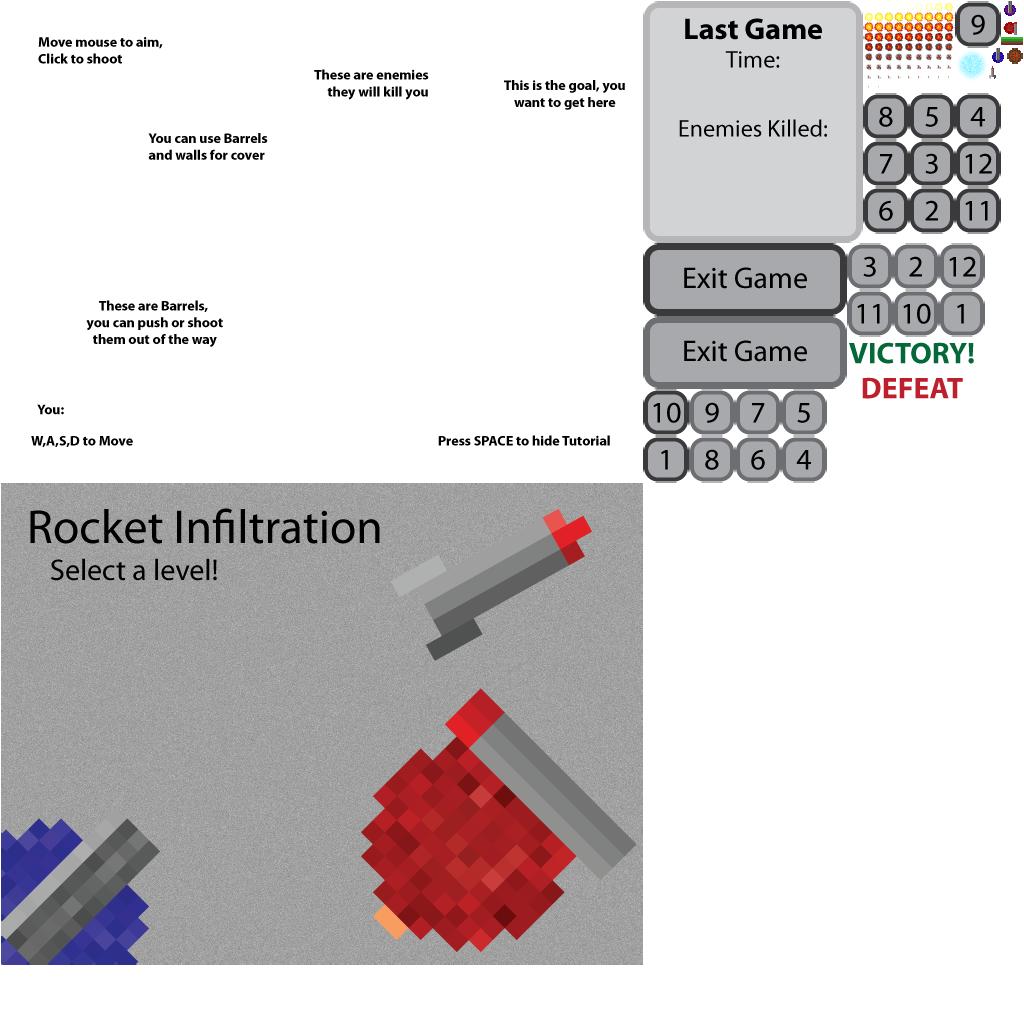 Move mouse to aim,
Click to shoot
These are enemies
they will kill you
This is the goal, you
want to get here
You can use Barrels
and walls for cover
These are Barrels,
you can push or shoot
them out of the way
You:
W,A,S,D to Move
Press SPACE to hide Tutorial
Last Game
Time:
Enemies Killed:
9
8 5 4
7 3 12
6 2 11
Exit Game
3 2 12
11 10 1
Exit Game
VICTORY!
DEFEAT
10 9 7 5
1 8 6 4
Rocket Infiltration
Select a level!